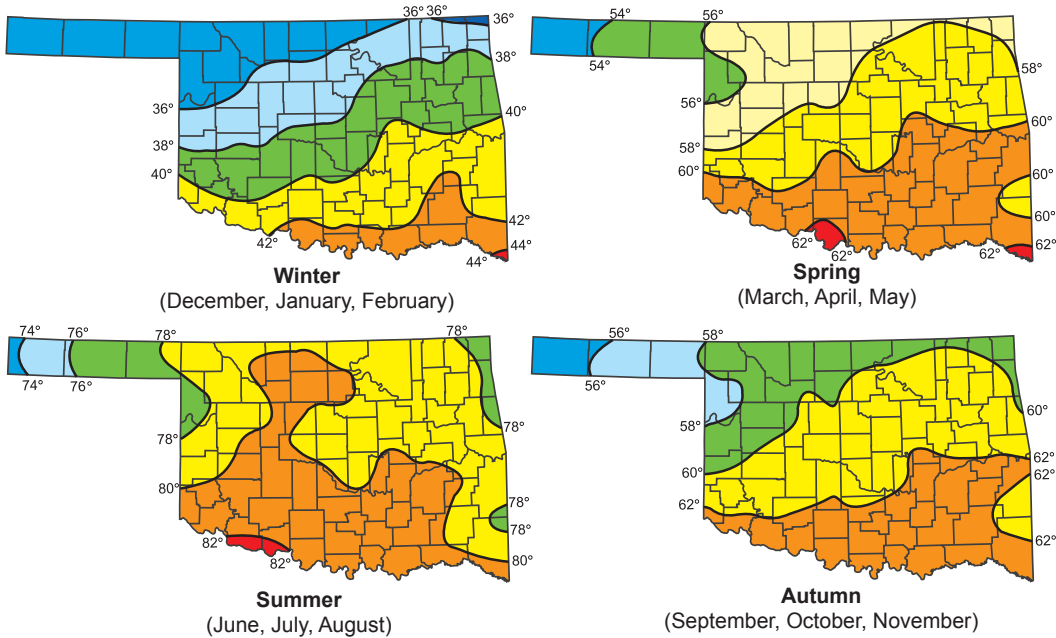 36° 36° 36°
38°
36°
40°
38°
40°
42°
42° 44°
44°
Winter
(December, January, February)
54° 56°
54°
58°
56°
60°
58°
60°
60°
60°
62° 62° 62° 62°
Spring
(March, April, May)
74° 76° 78° 78°
74° 76°
78°
78°
80°
78°
78°
82° 82° 80°
Summer
(June, July, August)
56° 58°
56°
60°
58°
62°
60° 62°
62°
62°
Autumn
(September, October, November)